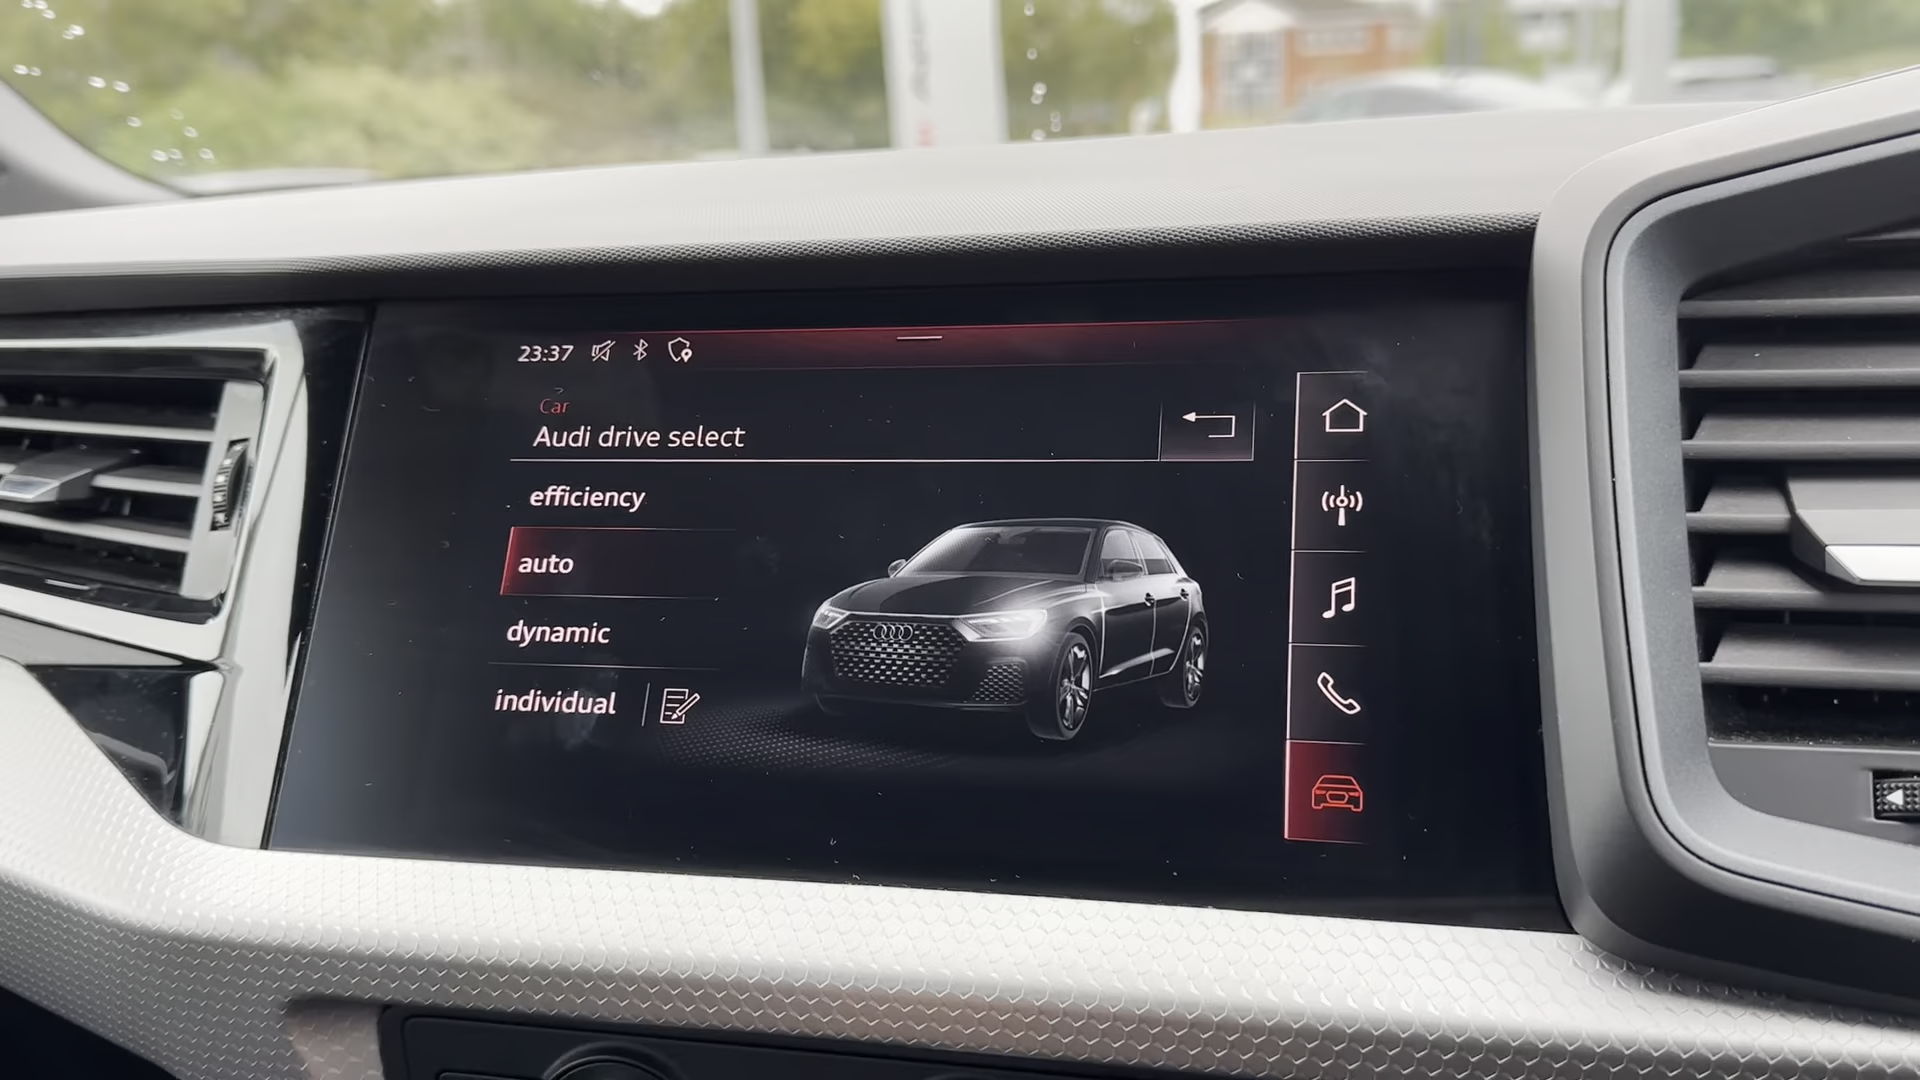 23:37
Car
Audi drive select
efficiency
auto
dynamic
individual